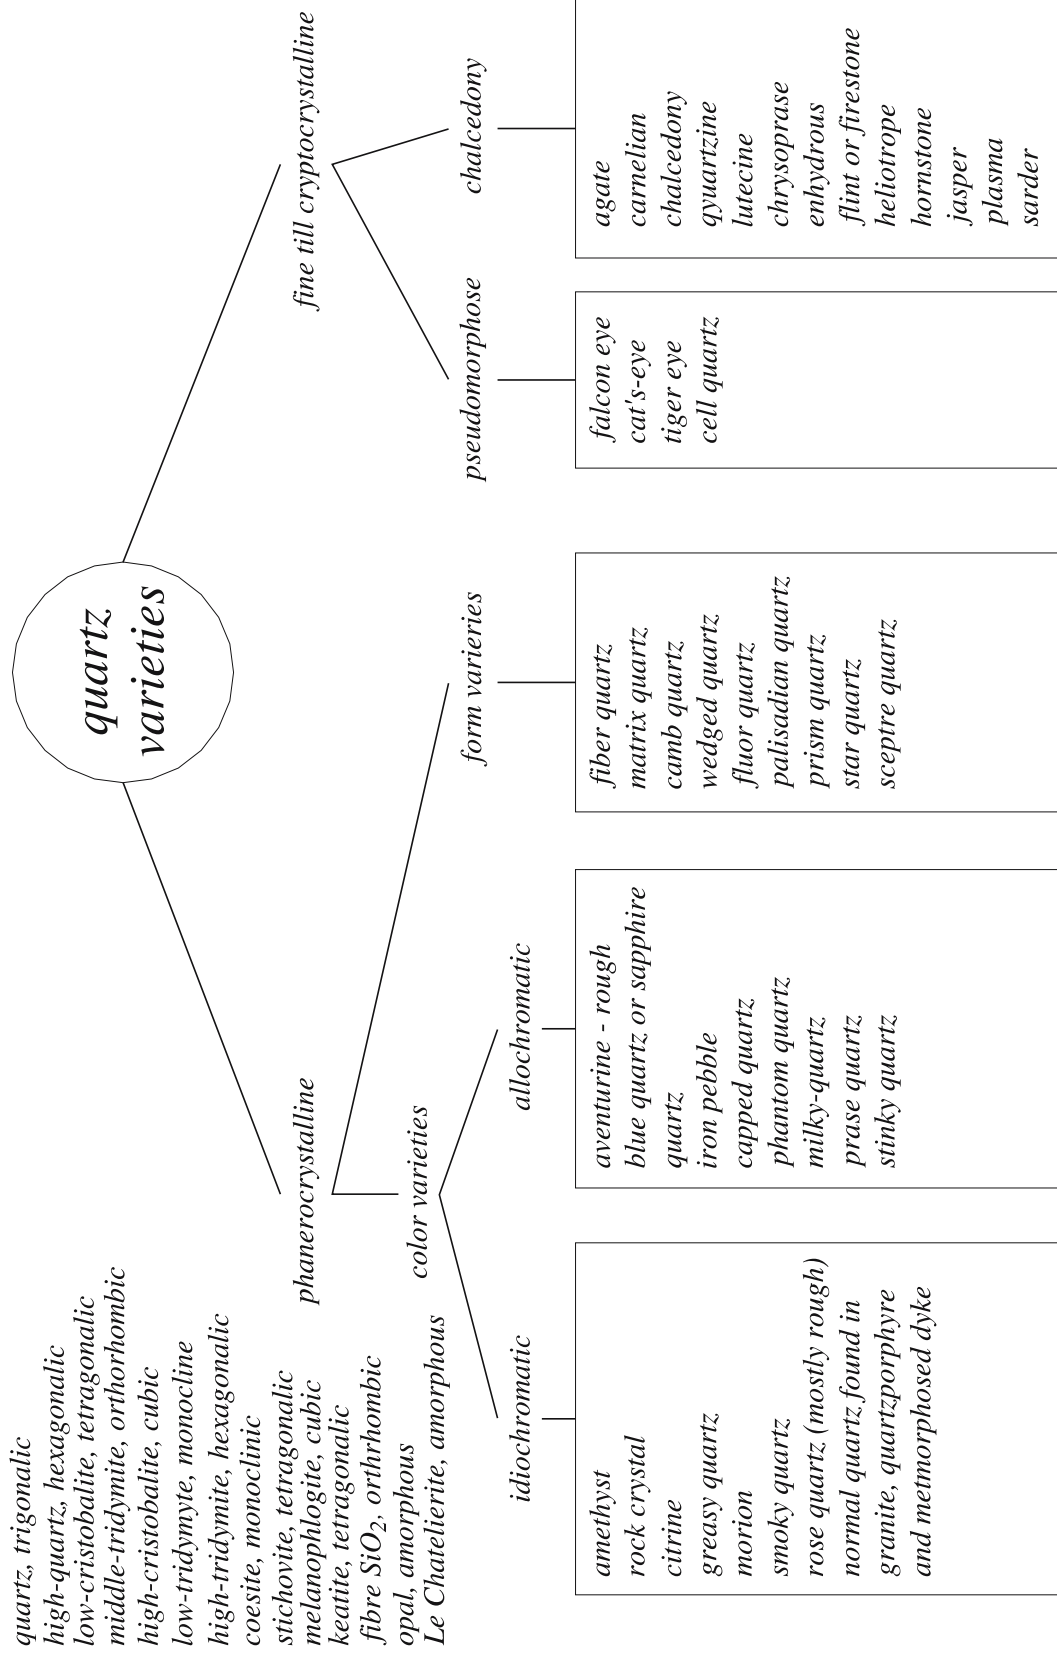 quartz, trigonalic
high-quartz, hexagonalic
low-cristobalite, tetragonalic
middle-tridymite, orthorhombic
high-cristobalite, cubic
low-tridymyte, monocline
high-tridymite, hexagonalic
coesite, monoclinic
stichovite, tetragonalic
melanophlogite, cubic
keatite, tetragonalic
fibre SiO₂, orthrhombic
opal, amorphous
Le Chatelierite, amorphous
quartz
varieties
phanerocrystalline
fine till cryptocrystalline
color varieties
form varieries
pseudomorphose
chalcedony
idiochromatic
allochromatic
amethyst
rock crystal
citrine
greasy quartz
morion
smoky quartz
rose quartz (mostly rough)
normal quartz found in
granite, quartzporphyre
and metmorphosed dyke
aventurine - rough
blue quartz or sapphire
quartz
iron pebble
capped quartz
phantom quartz
milky-quartz
prase quartz
stinky quartz
fiber quartz
matrix quartz
camb quartz
wedged quartz
fluor quartz
palisadian quartz
prism quartz
star quartz
sceptre quartz
falcon eye
cat's-eye
tiger eye
cell quartz
agate
carnelian
chalcedony
qyuartzine
lutecine
chrysoprase
enhydrous
flint or firestone
heliotrope
hornstone
jasper
plasma
sarder